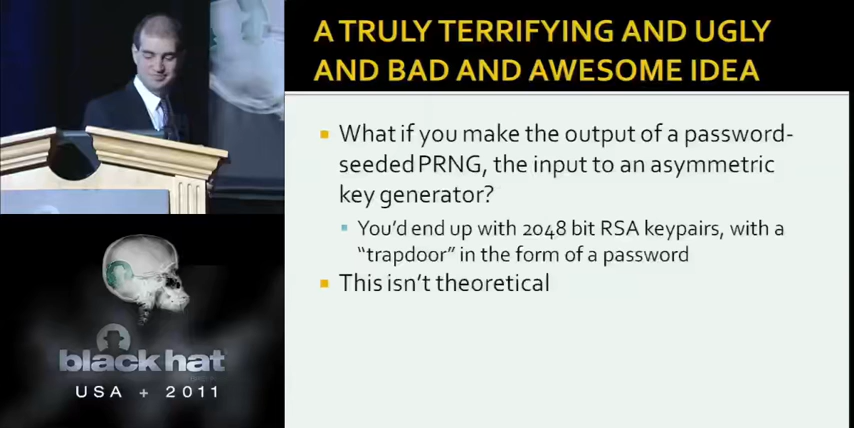 A TRULY TERRIFYING AND UGLY
AND BAD AND AWESOME IDEA
What if you make the output of a password-
seeded PRNG, the input to an asymmetric
key generator?
You'd end up with 2048 bit RSA keypairs, with a
"trapdoor" in the form of a password
This isn't theoretical
black hat
USA + 2011